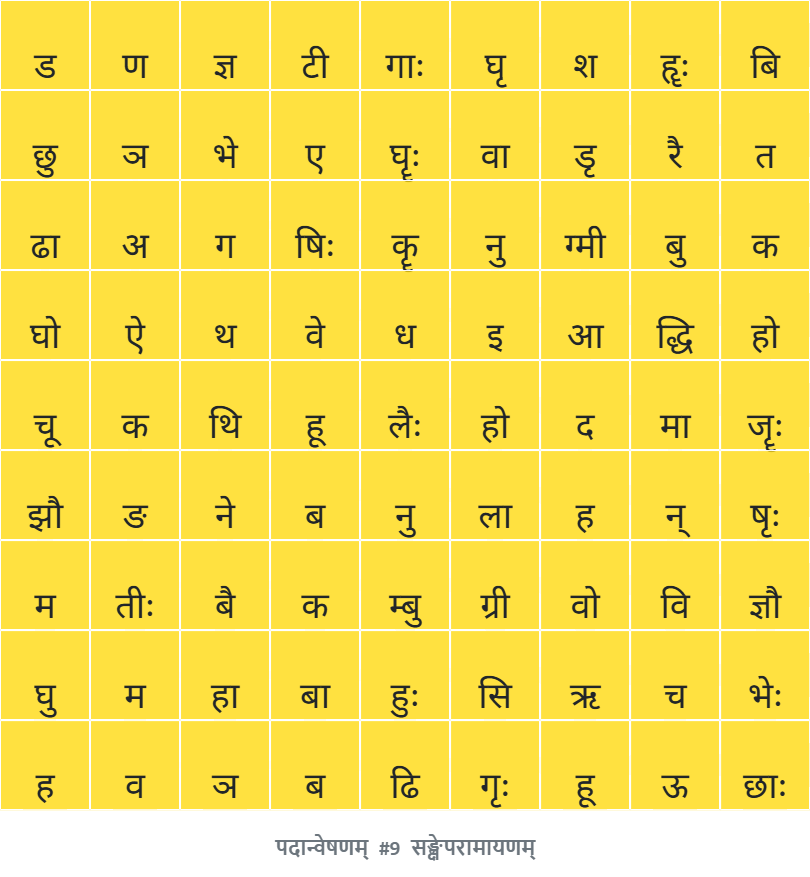 ड ण ज्ञ टी गाः घृ श हॄः बि
छु ञ भे ए घॄः वा डृ रै त
ढा अ ग षिः कॄ नु ग्मी बु क
घो ऐ थ वे ध इ आ द्धि हो
चू क थि हू लैः हो द मा जॄः
झौ ङ ने ब नु ला ह न् षृः
म तीः बै क म्बु ग्री वो वि ज्ञौ
घु म हा बा हुः सि ऋ च भेः
ह व ञ ब ढि गृः हू ऊ छाः
पदान्वेषणम् #9 सङ्क्षेपरामायणम्